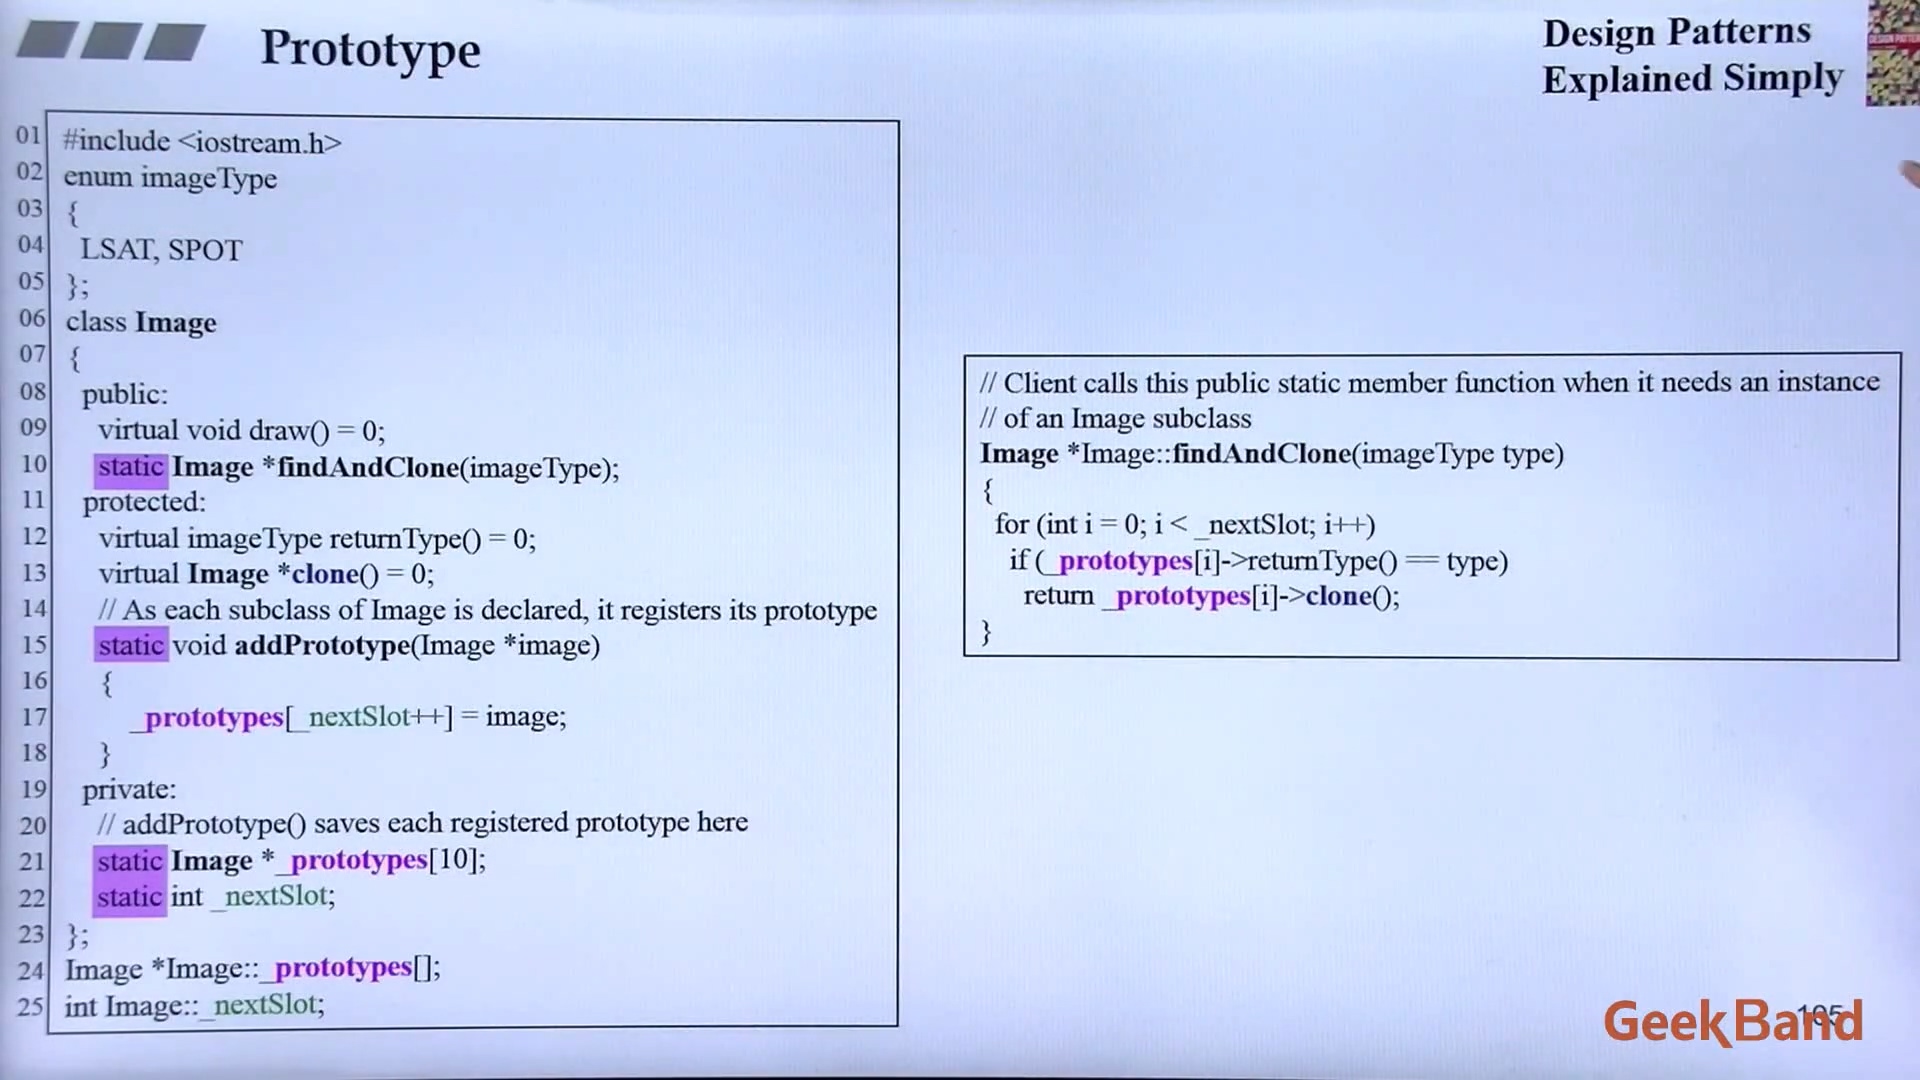 Prototype
Design Patterns
Explained Simply
01 #include <iostream.h>
02 enum imageType
03 {
04 LSAT, SPOT
05 };
06 class Image
07 {
08 public:
09 virtual void draw() = 0;
10 static Image *findAndClone(imageType);
11 protected:
12 virtual imageType returnType() = 0;
13 virtual Image *clone() = 0;
14 // As each subclass of Image is declared, it registers its prototype
15 static void addPrototype(Image *image)
16 {
17 _prototypes[_nextSlot++] = image;
18 }
19 private:
20 // addPrototype() saves each registered prototype here
21 static Image *_prototypes[10];
22 static int _nextSlot;
23 };
24 Image *Image::_prototypes[];
25 int Image::_nextSlot;
// Client calls this public static member function when it needs an instance
// of an Image subclass
Image *Image::findAndClone(imageType type)
{
for (int i = 0; i < _nextSlot; i++)
if (_prototypes[i]->returnType() == type)
return _prototypes[i]->clone();
}
GeekBand
105